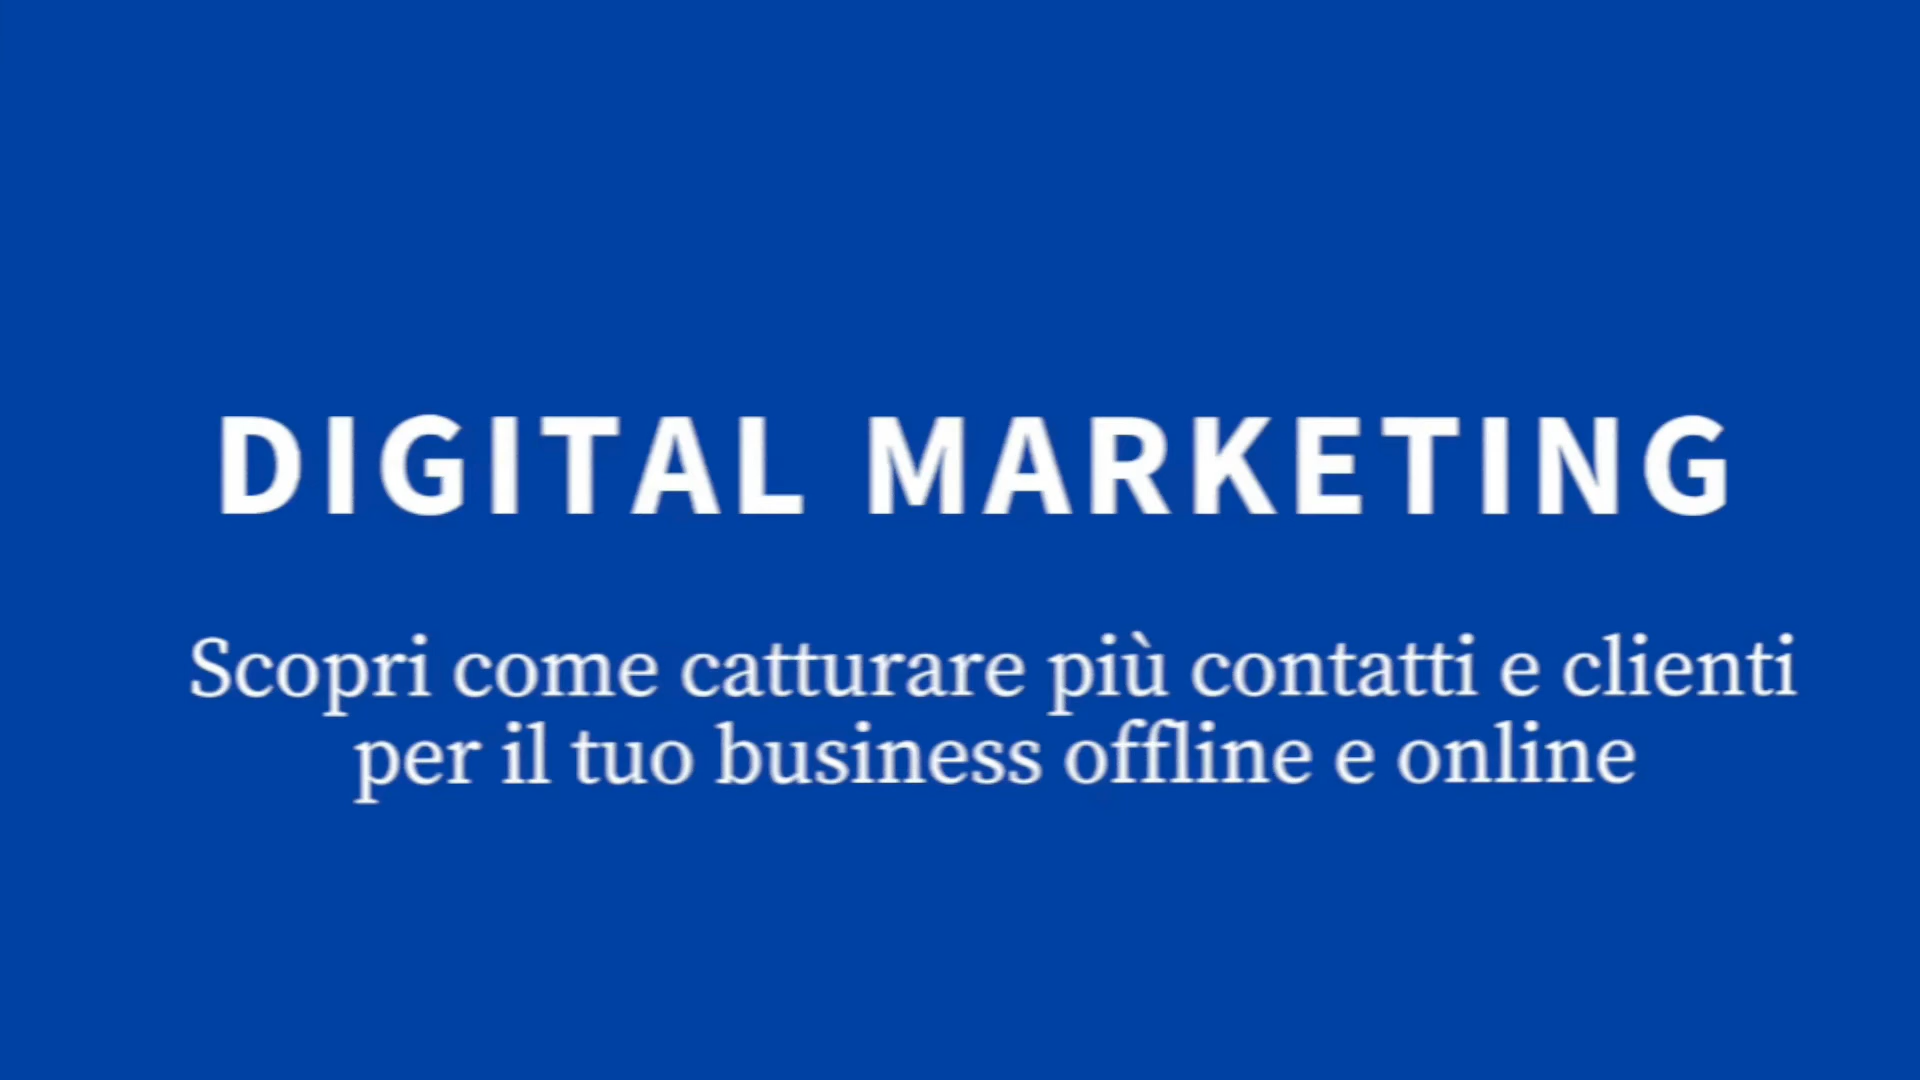 DIGITAL MARKETING
Scopri come catturare più contatti e clienti
per il tuo business offline e online